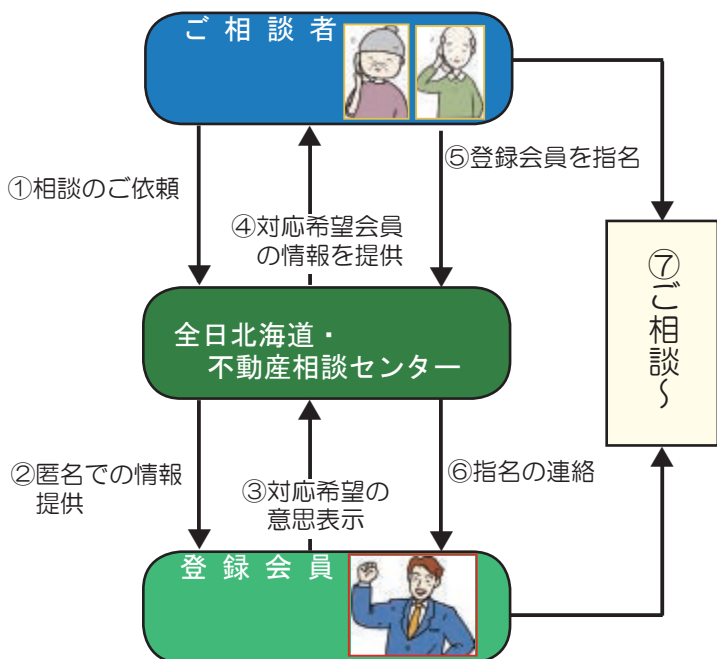 ご相談者
①相談のご依頼
⑤登録会員を指名
④対応希望会員
の情報を提供
⑦ご相談～
全日北海道・
不動産相談センター
②匿名での情報
提供
③対応希望の
意思表示
⑥指名の連絡
登録会員